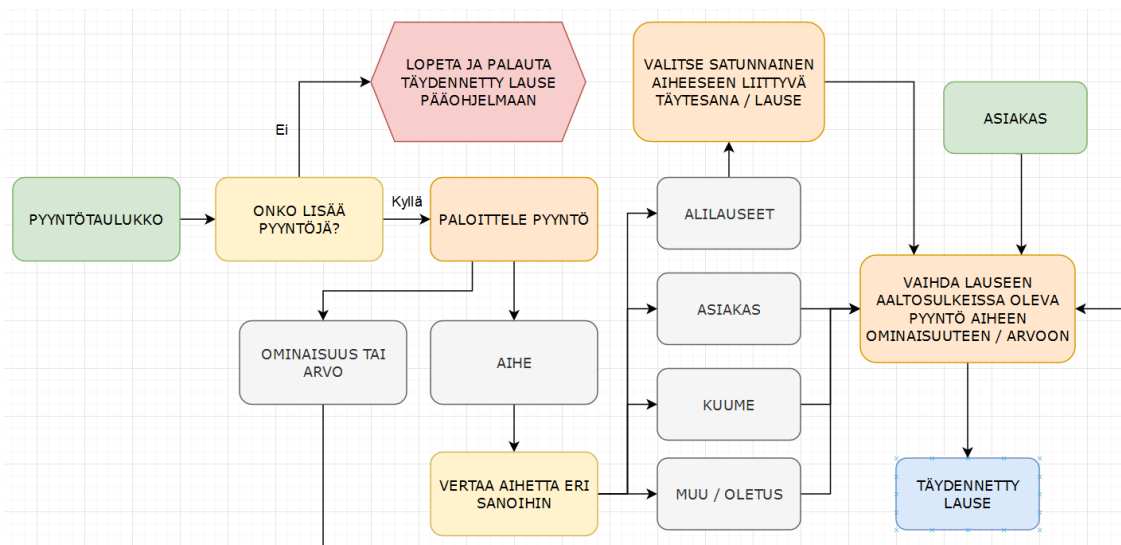 LOPETA JA PALAUTA
TÄYDENNETTY LAUSE
PÄÄOHJELMAAN
VALITSE SATUNNAINEN
AIHEESEEN LIITTYVÄ
TÄYTESANA / LAUSE
ASIAKAS
Ei
PYYNTÖTAULUKKO
ONKO LISÄÄ
PYYNTÖJÄ?
Kyllä
PALOITTELE PYYNTÖ
ALILAUSEET
OMINAISUUS TAI
ARVO
AIHE
ASIAKAS
VAIHDA LAUSEEN
AALTOSULKEISSA OLEVA
PYYNTÖ AIHEEN
OMINAISUUTEEN / ARVOON
KUUME
VERTAA AIHETTA ERI
SANOIHIN
MUU / OLETUS
TÄYDENNETTY
LAUSE